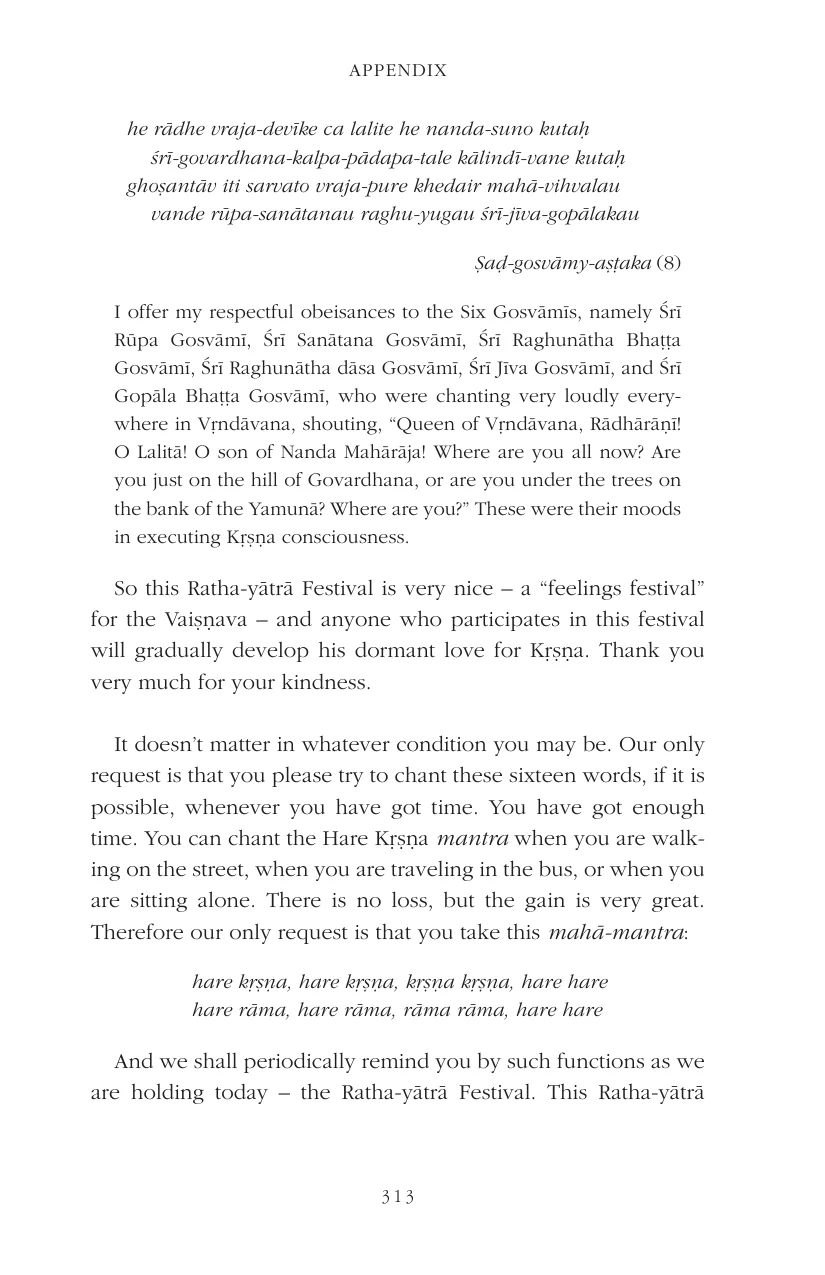 APPENDIX
he rādhe vraja-devīke ca lalite he nanda-suno kutaḥ
śrī-govardhana-kalpa-pādapa-tale kālindī-vane kutaḥ
ghoṣantāv iti sarvato vraja-pure khedair mahā-vihvalau
vande rūpa-sanātanau raghu-yugau śrī-jīva-gopālakau
Ṣaḍ-gosvāmy-aṣṭaka (8)
I offer my respectful obeisances to the Six Gosvāmīs, namely Śrī
Rūpa Gosvāmī, Śrī Sanātana Gosvāmī, Śrī Raghunātha Bhaṭṭa
Gosvāmī, Śrī Raghunātha dāsa Gosvāmī, Śrī Jīva Gosvāmī, and Śrī
Gopāla Bhaṭṭa Gosvāmī, who were chanting very loudly every-
where in Vṛndāvana, shouting, “Queen of Vṛndāvana, Rādhārāṇī!
O Lalitā! O son of Nanda Mahārāja! Where are you all now? Are
you just on the hill of Govardhana, or are you under the trees on
the bank of the Yamunā? Where are you?” These were their moods
in executing Kṛṣṇa consciousness.
So this Ratha-yātrā Festival is very nice – a “feelings festival”
for the Vaiṣṇava – and anyone who participates in this festival
will gradually develop his dormant love for Kṛṣṇa. Thank you
very much for your kindness.
It doesn’t matter in whatever condition you may be. Our only
request is that you please try to chant these sixteen words, if it is
possible, whenever you have got time. You have got enough
time. You can chant the Hare Kṛṣṇa mantra when you are walk-
ing on the street, when you are traveling in the bus, or when you
are sitting alone. There is no loss, but the gain is very great.
Therefore our only request is that you take this mahā-mantra:
hare kṛṣṇa, hare kṛṣṇa, kṛṣṇa kṛṣṇa, hare hare
hare rāma, hare rāma, rāma rāma, hare hare
And we shall periodically remind you by such functions as we
are holding today – the Ratha-yātrā Festival. This Ratha-yātrā
313